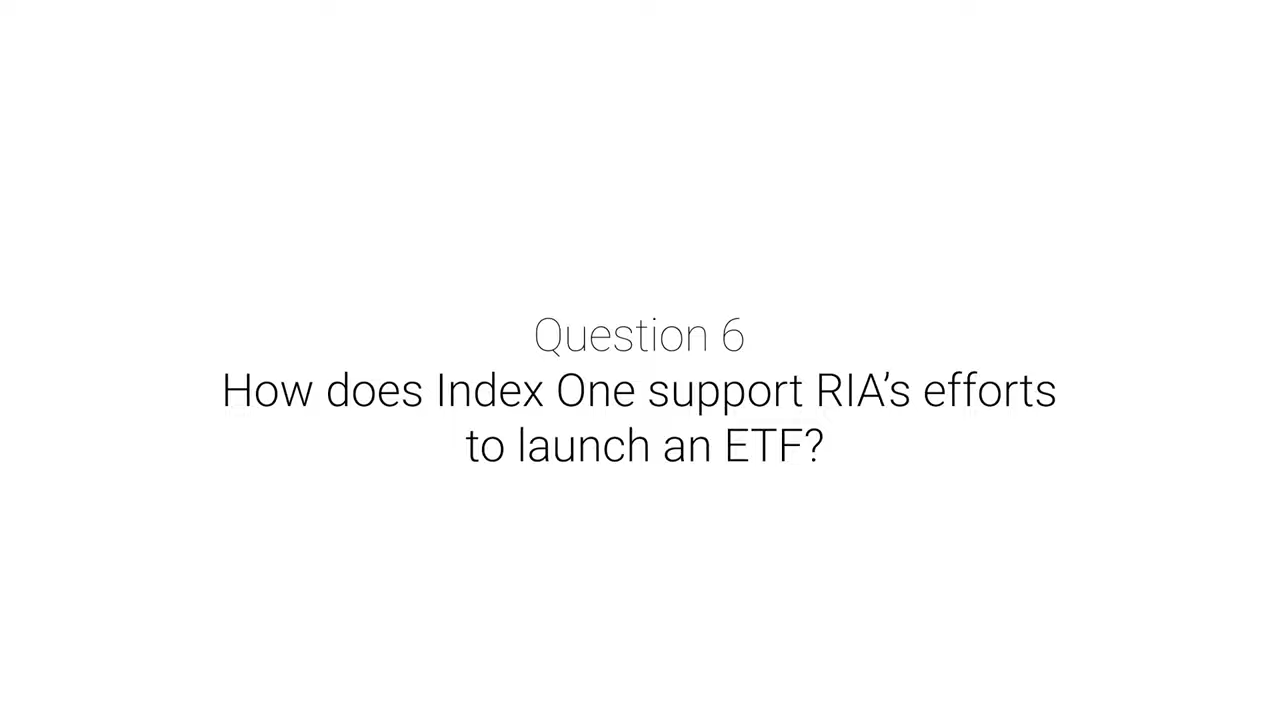 Question 6
How does Index One support RIA’s efforts
to launch an ETF?